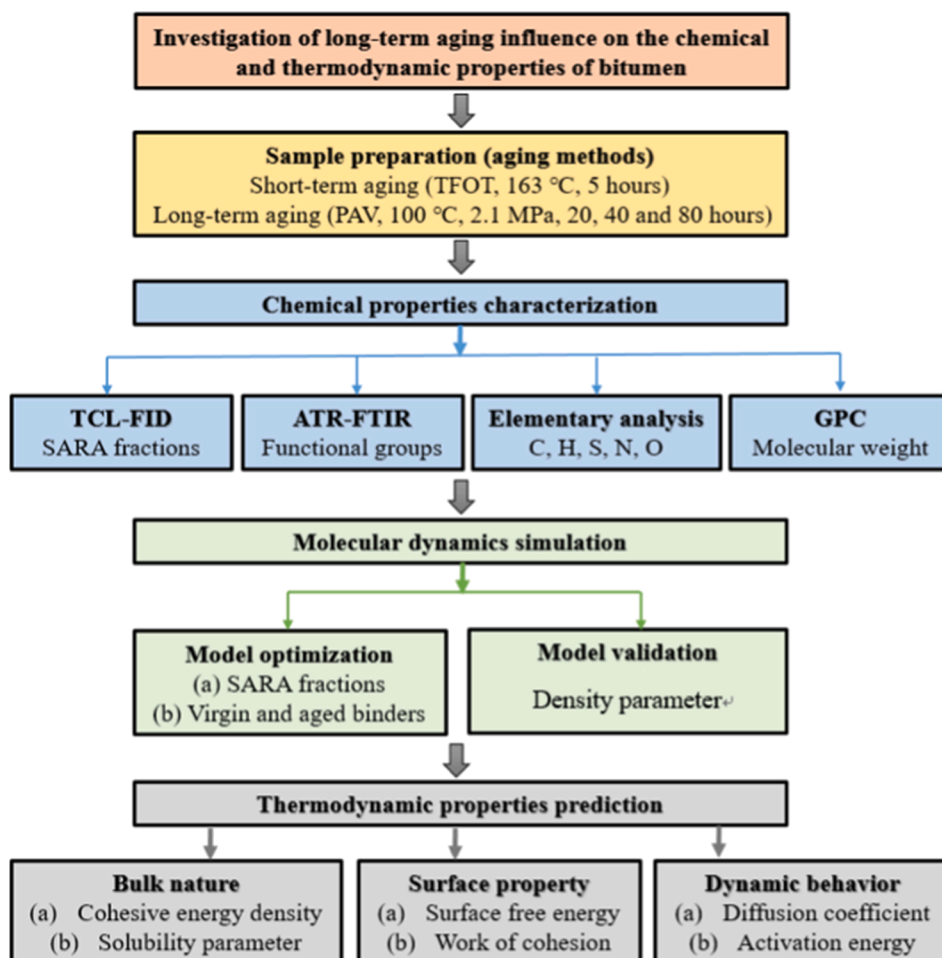 Investigation of long-term aging influence on the chemical
and thermodynamic properties of bitumen
Sample preparation (aging methods)
Short-term aging (TFOT, 163 ℃, 5 hours)
Long-term aging (PAV, 100 ℃, 2.1 MPa, 20, 40 and 80 hours)
Chemical properties characterization
TCL-FID
SARA fractions
ATR-FTIR
Functional groups
Elementary analysis
C, H, S, N, O
GPC
Molecular weight
Molecular dynamics simulation
Model optimization
(a) SARA fractions
(b) Virgin and aged binders
Model validation
Density parameter↵
Thermodynamic properties prediction
Bulk nature
(a) Cohesive energy density
(b) Solubility parameter
Surface property
(a) Surface free energy
(b) Work of cohesion
Dynamic behavior
(a) Diffusion coefficient
(b) Activation energy